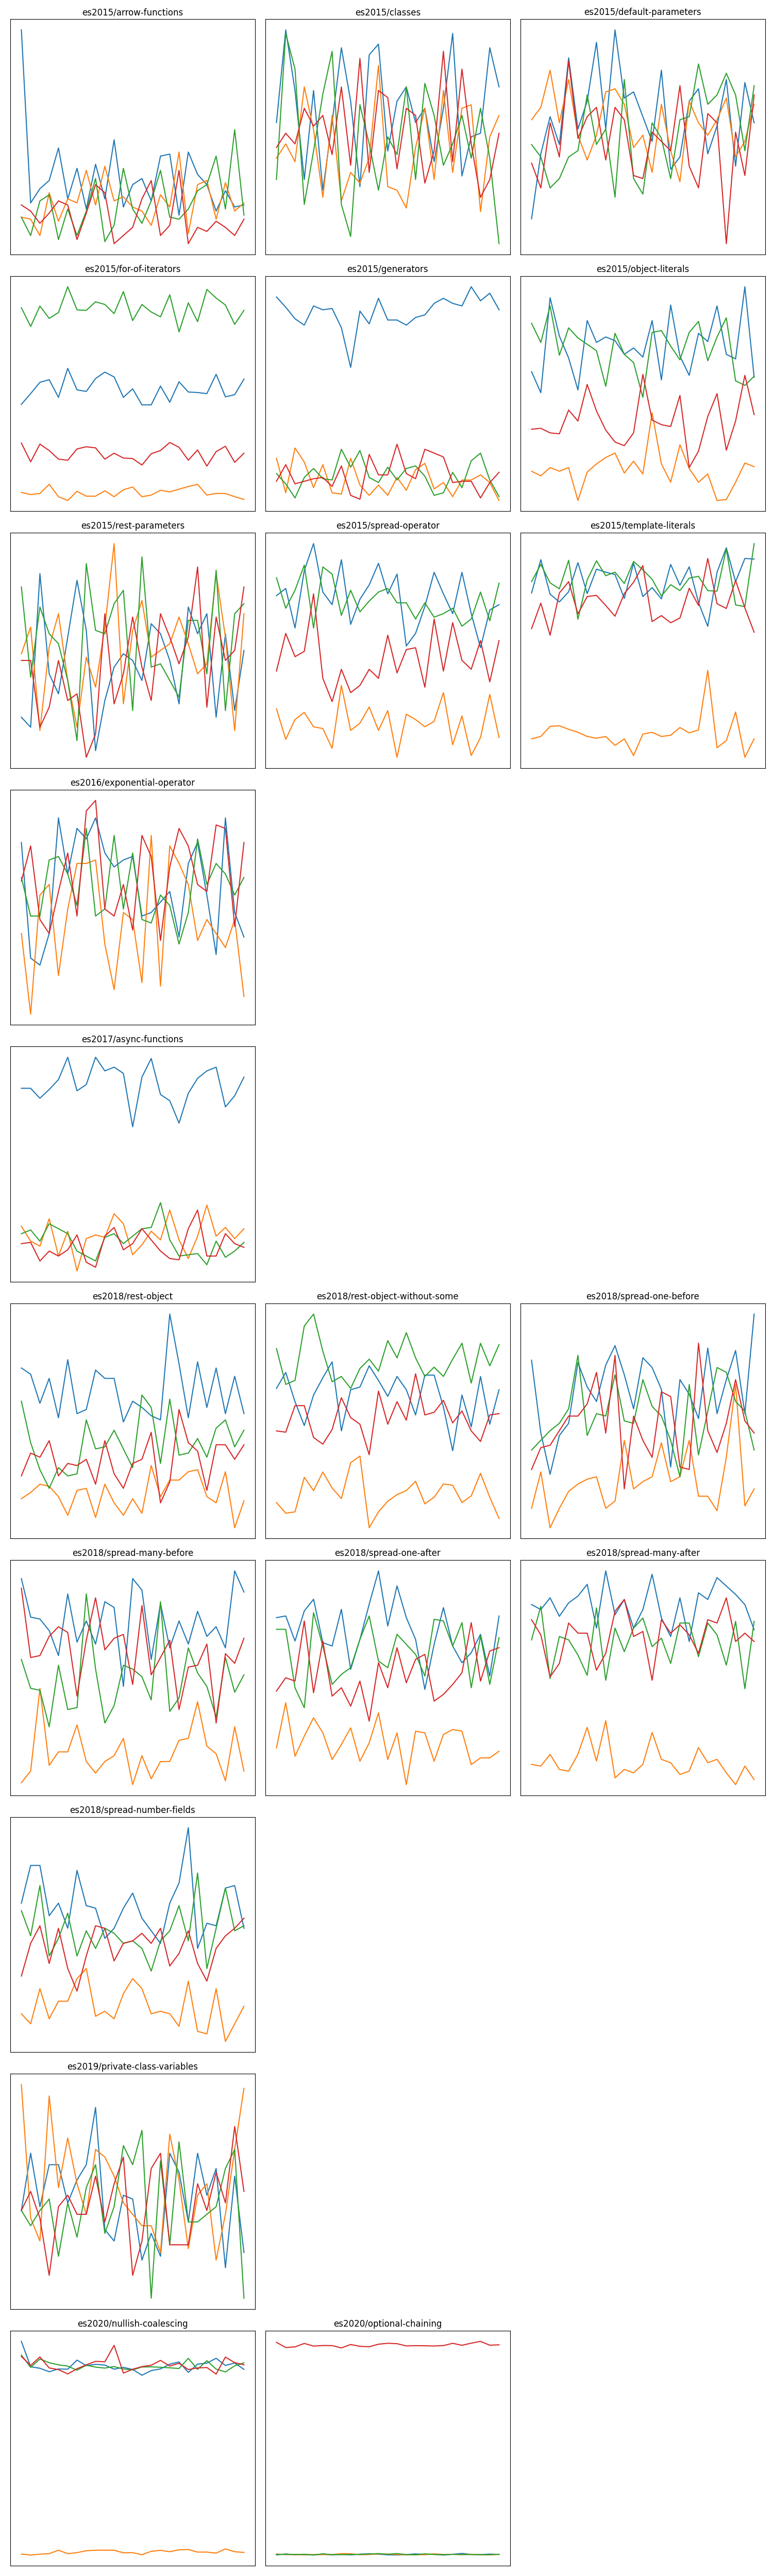 es2015/arrow-functions
es2015/classes
es2015/default-parameters
es2015/for-of-iterators
es2015/generators
es2015/object-literals
es2015/rest-parameters
es2015/spread-operator
es2015/template-literals
es2016/exponential-operator
es2017/async-functions
es2018/rest-object
es2018/rest-object-without-some
es2018/spread-one-before
es2018/spread-many-before
es2018/spread-one-after
es2018/spread-many-after
es2018/spread-number-fields
es2019/private-class-variables
es2020/nullish-coalescing
es2020/optional-chaining